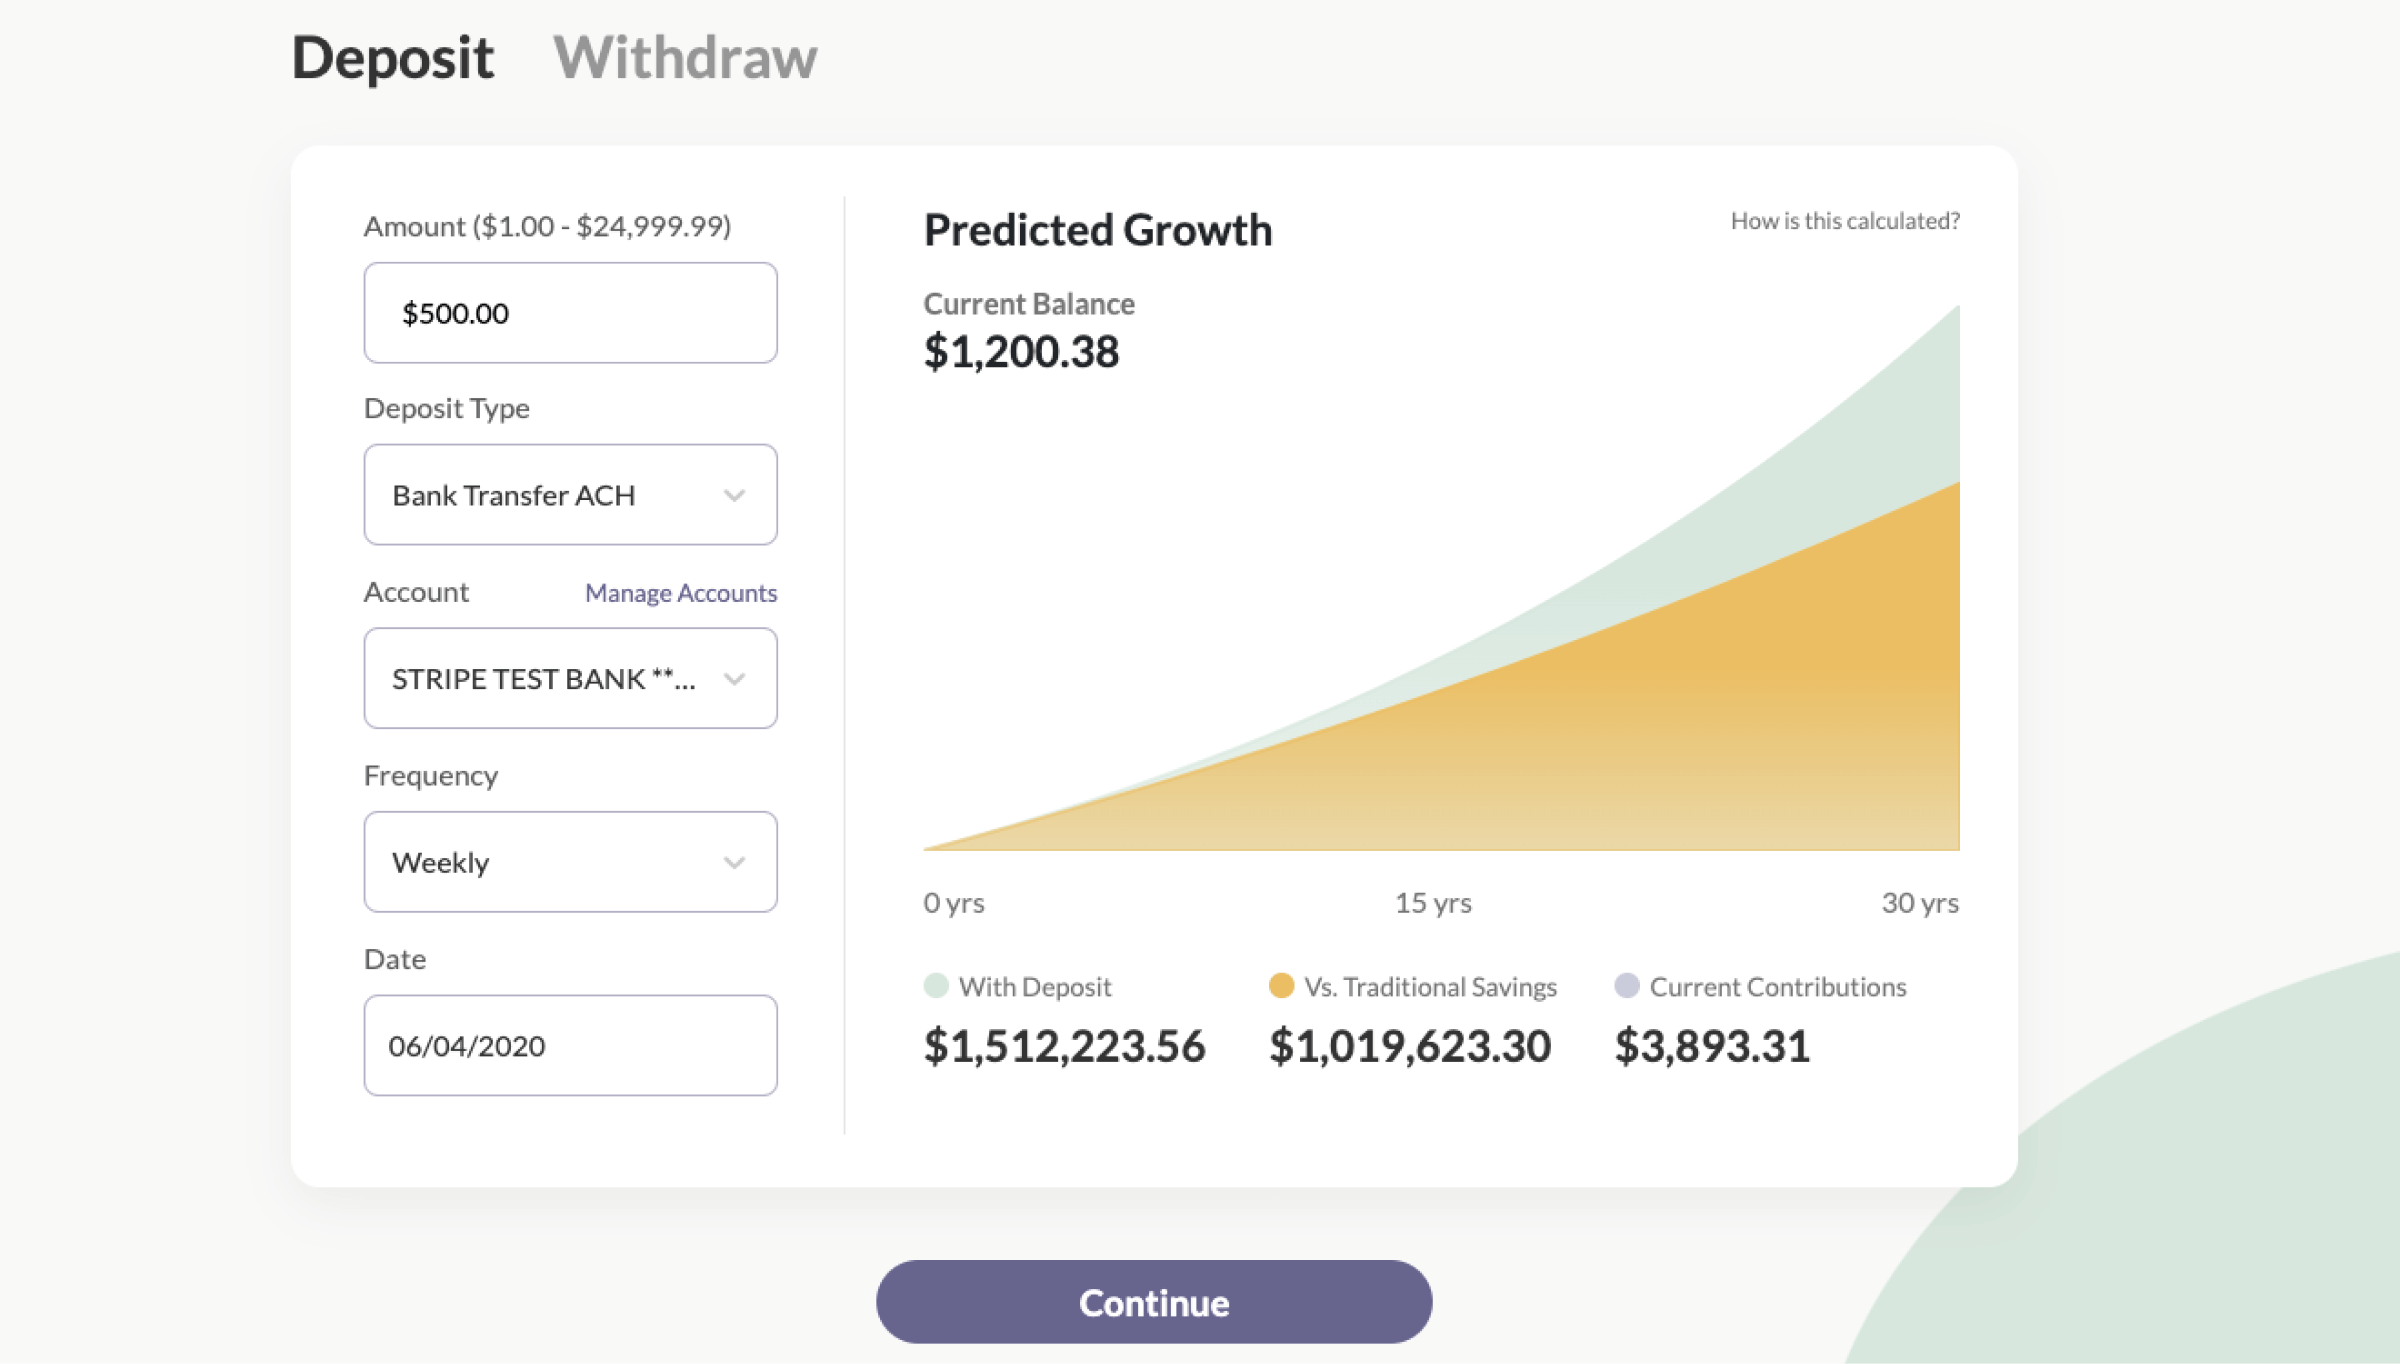 Deposit Withdraw
Amount ($1.00 - $24,999.99)
$500.00
Deposit Type
Bank Transfer ACH
Account Manage Accounts
STRIPE TEST BANK **...
Frequency
Weekly
Date
06/04/2020
Predicted Growth
How is this calculated?
Current Balance
$1,200.38
0 yrs 15 yrs 30 yrs
With Deposit
$1,512,223.56
Vs. Traditional Savings
$1,019,623.30
Current Contributions
$3,893.31
Continue